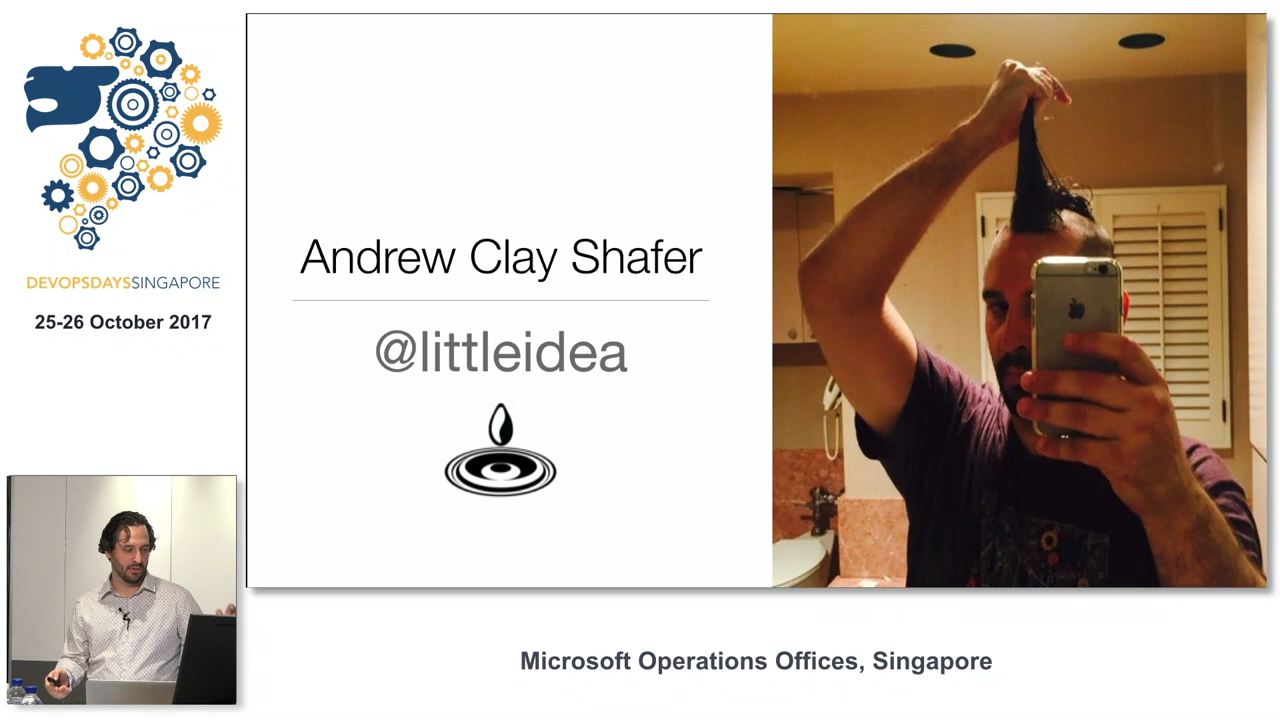 DEVOPSDAYSSINGAPORE
25-26 October 2017
Andrew Clay Shafer
@littleidea
Microsoft Operations Offices, Singapore